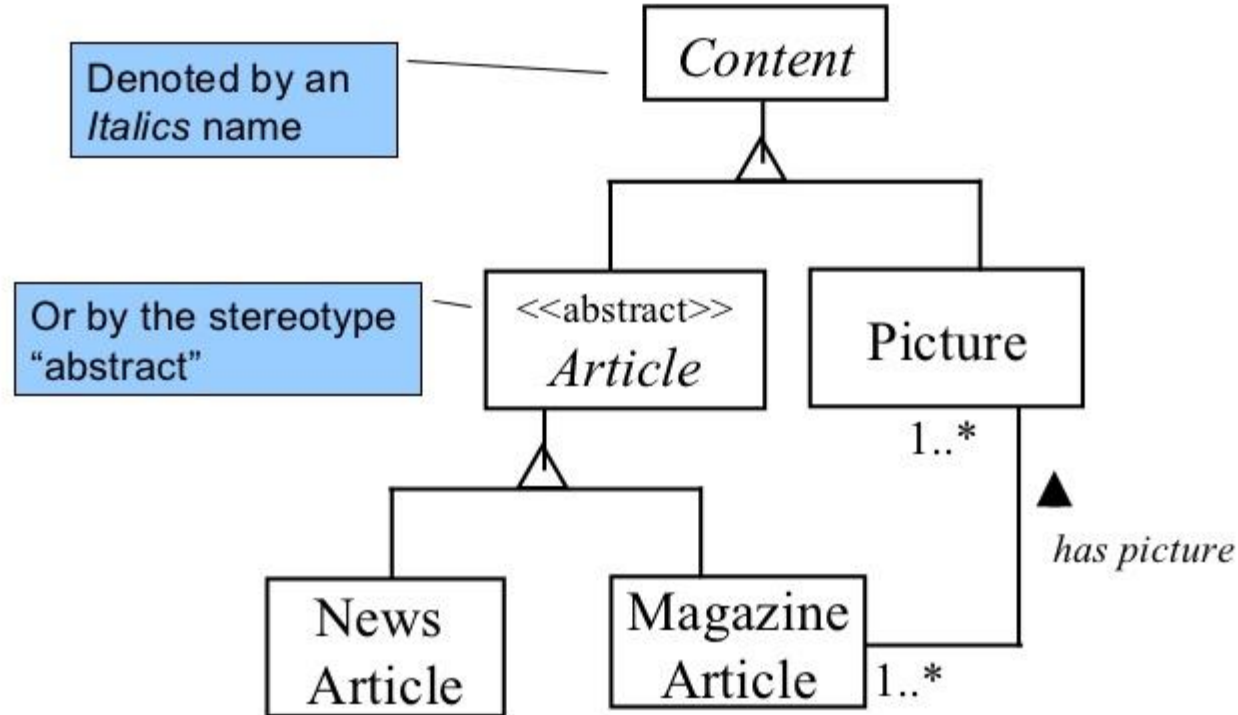 Denoted by an
Italics name
Content
Or by the stereotype
“abstract”
<<abstract>>
Article
Picture
1..*
has picture
News
Article
Magazine
Article
1..*